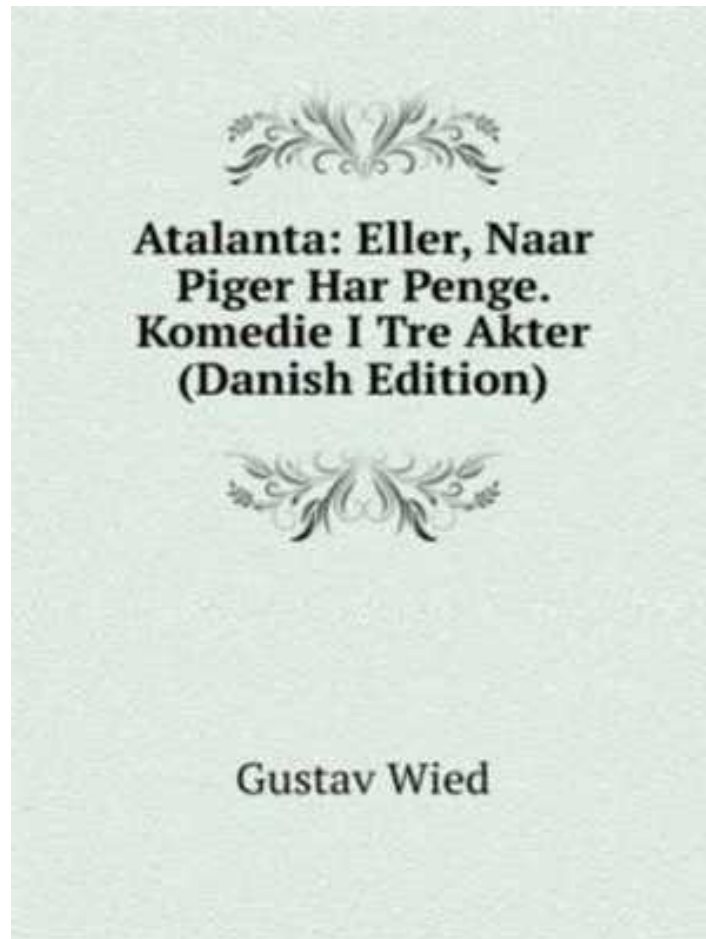 Atalanta: Eller, Naar
Piger Har Penge.
Komedie I Tre Akter
(Danish Edition)
Gustav Wied